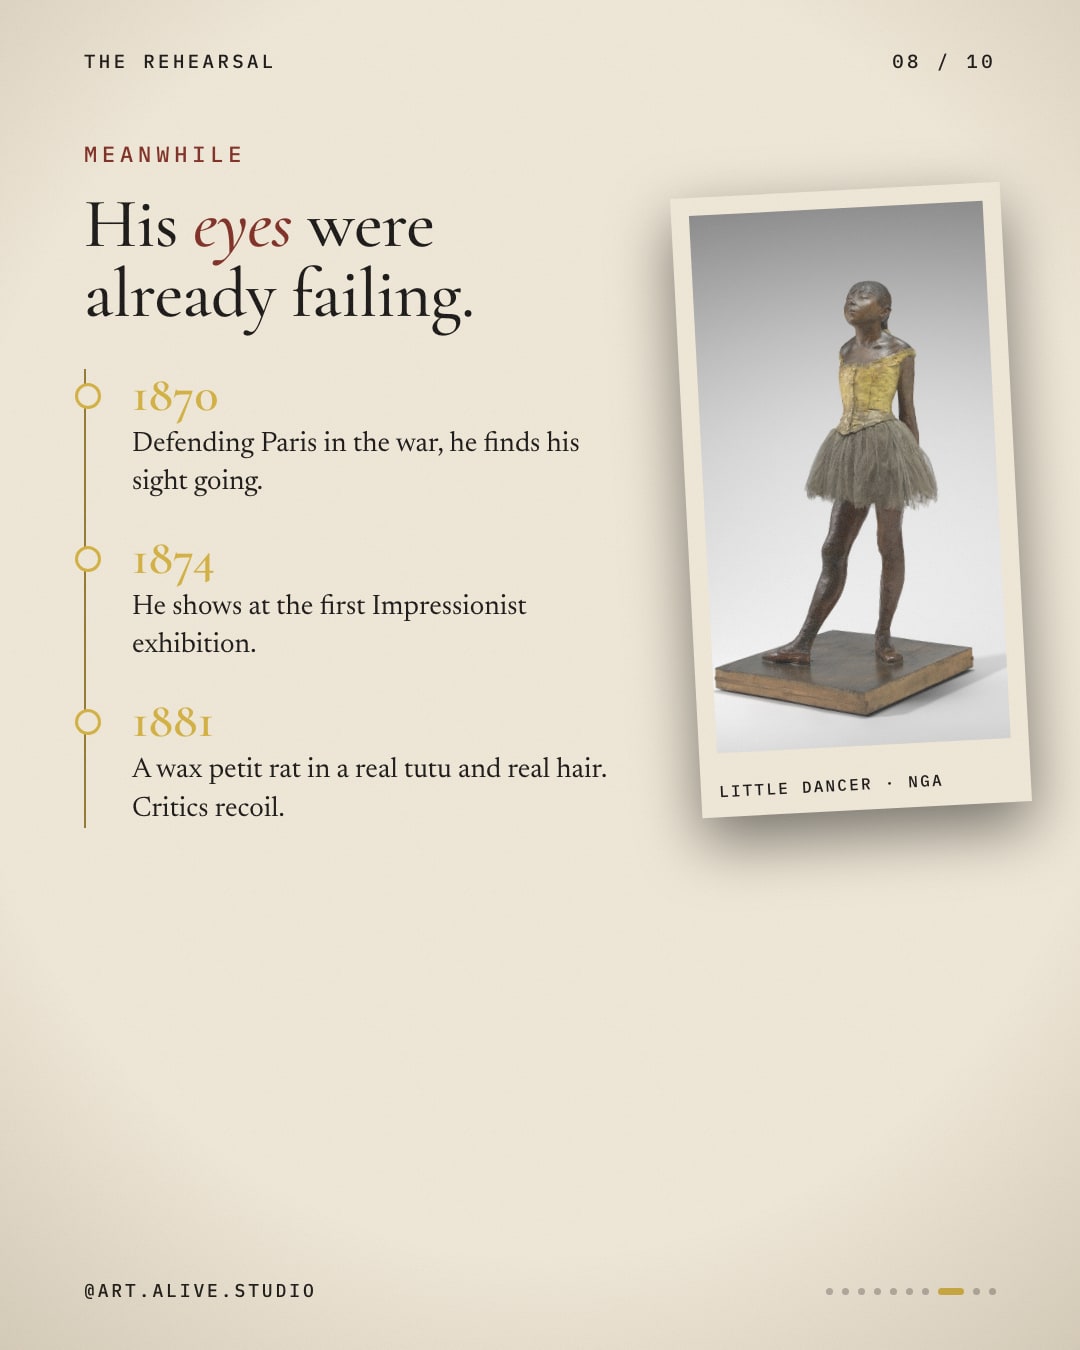 THE REHEARSAL
08 / 10
MEANWHILE
His eyes were
already failing.
1870
Defending Paris in the war, he finds his
sight going.
1874
He shows at the first Impressionist
exhibition.
1881
A wax petit rat in a real tutu and real hair.
Critics recoil.
LITTLE DANCER · NGA
@ART.ALIVE.STUDIO